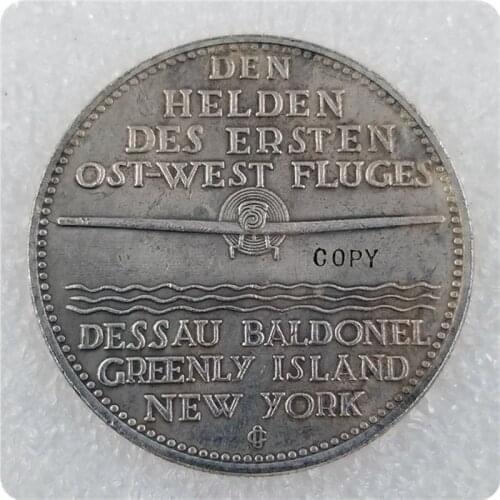 DEN
HELDEN
DES ERSTEN
OST-WEST FLUGES
COPY
DESSAU BALDONEL
GREENLY ISLAND
NEW YORK